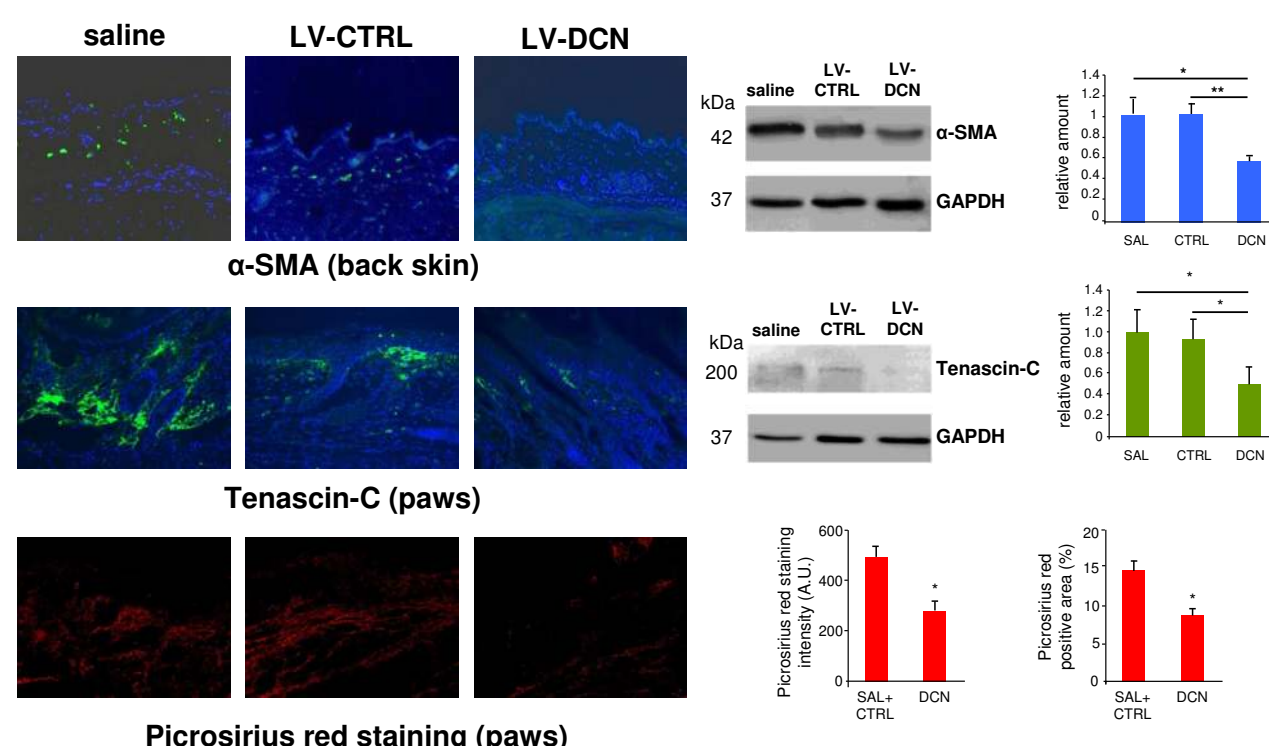 saline LV-CTRL LV-DCN
α-SMA (back skin)
kDa
saline
LV-
CTRL
LV-
DCN
42
α-SMA
37
GAPDH
relative amount
1.4
1.2
1
0.8
0.6
0.4
0.2
0
*
**
SAL CTRL DCN
Tenascin-C (paws)
kDa
saline
LV-
CTRL
LV-
DCN
200
Tenascin-C
37
GAPDH
relative amount
1.4
1.2
1.0
0.8
0.6
0.4
0.2
0
*
*
SAL CTRL DCN
Picrosirius red staining (paws)
Picrosirius red staining
intensity (A.U.)
600
400
200
0
*
SAL+
CTRL
DCN
Picrosirius red
positive area (%)
20
15
10
5
0
*
SAL+
CTRL
DCN